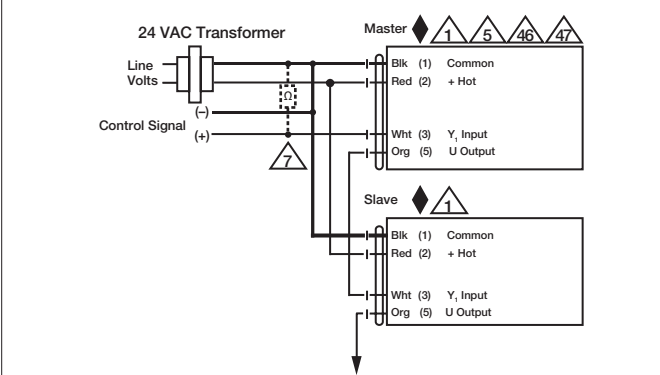 24 VAC Transformer
Line
Volts
Ω
(–)
Control Signal
(+)
7
Master 1 5 46 47
Blk (1) Common
Red (2) + Hot
Wht (3) Y₁ Input
Org (5) U Output
Slave 1
Blk (1) Common
Red (2) + Hot
Wht (3) Y₁ Input
Org (5) U Output